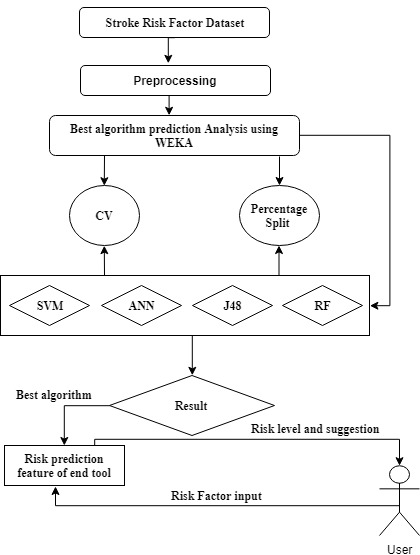 Stroke Risk Factor Dataset
Preprocessing
Best algorithm prediction Analysis using
WEKA
CV
Percentage
Split
SVM
ANN
J48
RF
Result
Best algorithm
Risk level and suggestion
Risk prediction
feature of end tool
Risk Factor input
User